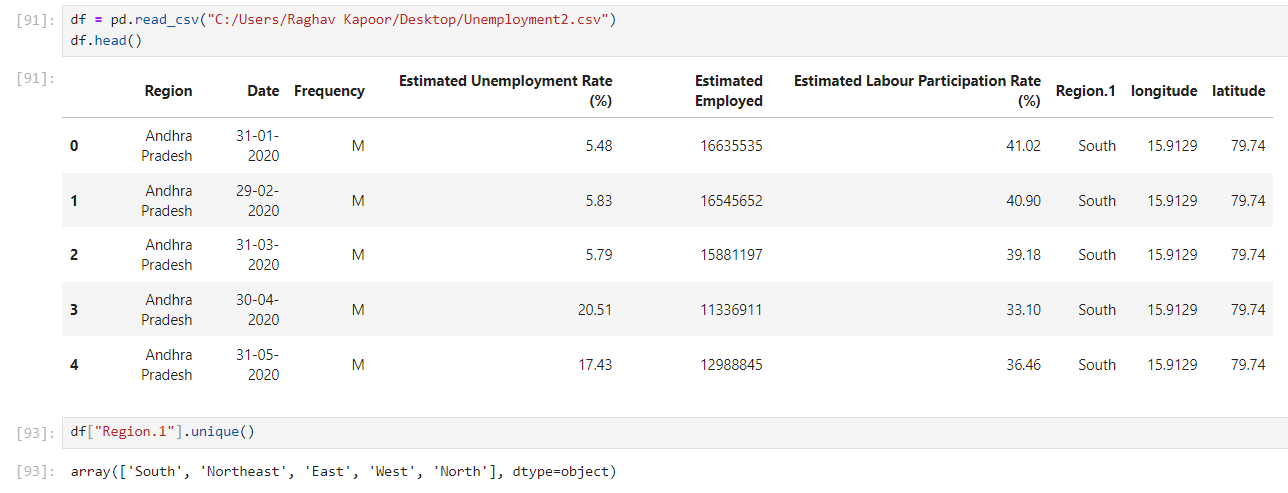 [91]: df = pd.read_csv("C:/Users/Raghav Kapoor/Desktop/Unemployment2.csv")
df.head()
[91]:
Region Date Frequency Estimated Unemployment Rate (%) Estimated Employed Estimated Labour Participation Rate (%) Region.1 longitude latitude
0 Andhra Pradesh 31-01-2020 M 5.48 16635535 41.02 South 15.9129 79.74
1 Andhra Pradesh 29-02-2020 M 5.83 16545652 40.90 South 15.9129 79.74
2 Andhra Pradesh 31-03-2020 M 5.79 15881197 39.18 South 15.9129 79.74
3 Andhra Pradesh 30-04-2020 M 20.51 11336911 33.10 South 15.9129 79.74
4 Andhra Pradesh 31-05-2020 M 17.43 12988845 36.46 South 15.9129 79.74
[93]: df["Region.1"].unique()
[93]: array(['South', 'Northeast', 'East', 'West', 'North'], dtype=object)